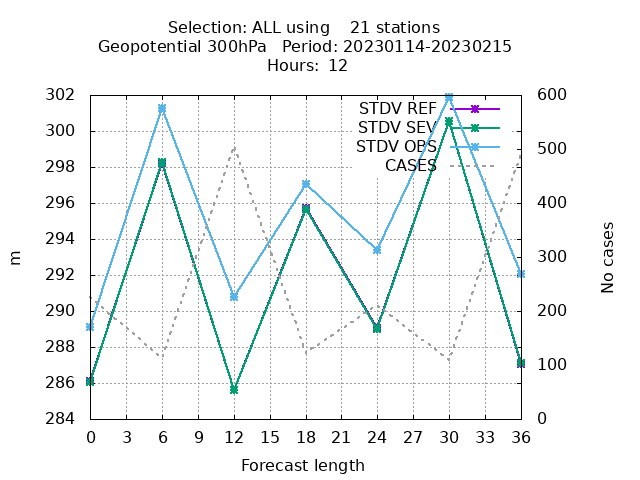 Selection: ALL using    21 stations
Geopotential 300hPa   Period: 20230114-20230215
Hours:  12
302
300
298
296
294
292
290
288
286
284
600
500
400
300
200
100
0
STDV REF
STDV SEV
STDV OBS
CASES
m
No cases
0 3 6 9 12 15 18 21 24 27 30 33 36
Forecast length